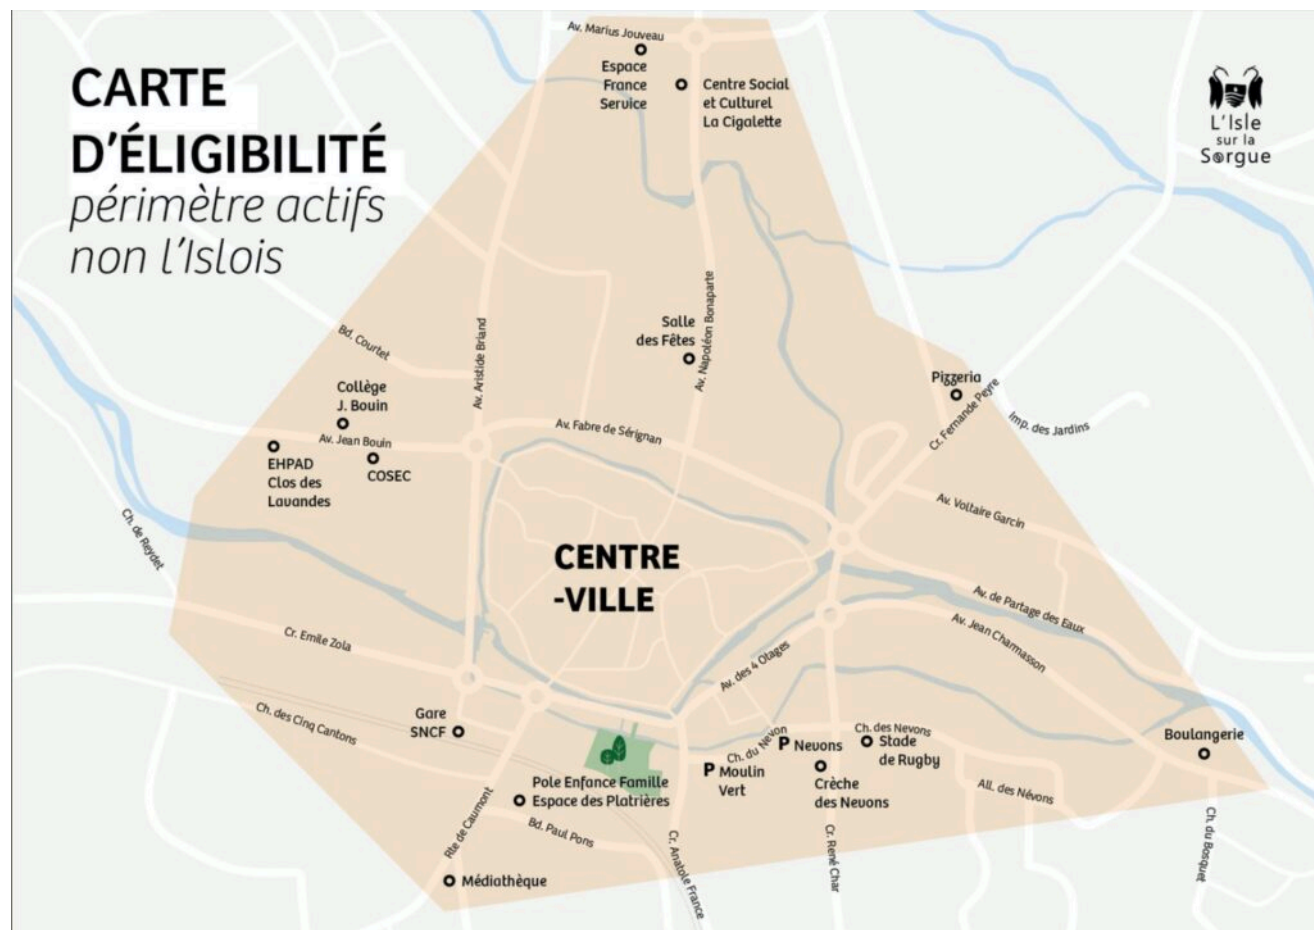 CARTE
D'ÉLIGIBILITÉ
périmètre actifs
non l'Islois
L'Isle
sur la
Sorgue
Av. Marius Jouveau
Espace
France
Service
Centre Social
et Culturel
La Cigalette
Bd. Courtet
Av. Aristide Briand
Salle
des Fêtes
Av. Napoléon Bonaparte
Collège
J. Bouin
Av. Jean Bouin
EHPAD
Clos des
Lavandes
COSEC
Av. Fabre de Sérignan
Pizzeria
Cr. Fernande Peyre
Imp. des Jardins
Av. Voltaire Garcin
Ch. de Reydet
CENTRE
-VILLE
Av. de Partage des Eaux
Av. Jean Charmasson
Cr. Emile Zola
Av. des 4 Otages
Ch. des Cinq Cantons
Gare
SNCF
Pole Enfance Famille
Espace des Platrières
Bd. Paul Pons
Rte de Caumont
Médiathèque
Cr. Anatole France
Ch. du Nevon
P Moulin
Vert
P Nevons
Crèche
des Nevons
Cr. René Char
Ch. des Nevons
Stade
de Rugby
All. des Névons
Boulangerie
Ch. du Bosquet